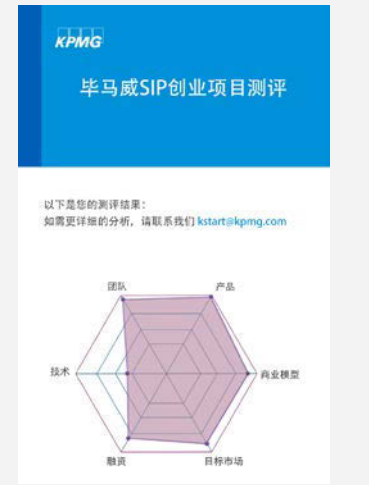 KPMG
毕马威SIP创业项目测评
以下是您的测评结果：
如需更详细的分析，请联系我们 kstart@kpmg.com
团队
产品
技术
商业模型
融资
目标市场